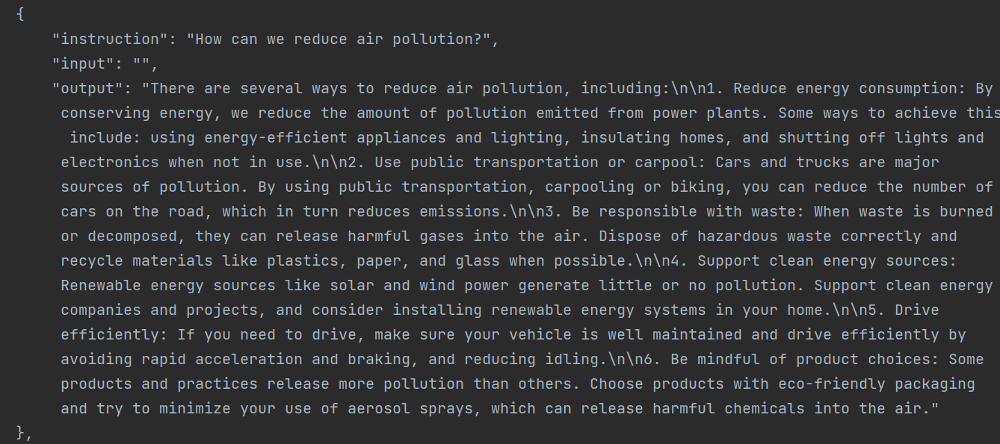 {
"instruction": "How can we reduce air pollution?",
"input": "",
"output": "There are several ways to reduce air pollution, including:\n\n1. Reduce energy consumption: By
conserving energy, we reduce the amount of pollution emitted from power plants. Some ways to achieve this
include: using energy-efficient appliances and lighting, insulating homes, and shutting off lights and
electronics when not in use.\n\n2. Use public transportation or carpool: Cars and trucks are major
sources of pollution. By using public transportation, carpooling or biking, you can reduce the number of
cars on the road, which in turn reduces emissions.\n\n3. Be responsible with waste: When waste is burned
or decomposed, they can release harmful gases into the air. Dispose of hazardous waste correctly and
recycle materials like plastics, paper, and glass when possible.\n\n4. Support clean energy sources:
Renewable energy sources like solar and wind power generate little or no pollution. Support clean energy
companies and projects, and consider installing renewable energy systems in your home.\n\n5. Drive
efficiently: If you need to drive, make sure your vehicle is well maintained and drive efficiently by
avoiding rapid acceleration and braking, and reducing idling.\n\n6. Be mindful of product choices: Some
products and practices release more pollution than others. Choose products with eco-friendly packaging
and try to minimize your use of aerosol sprays, which can release harmful chemicals into the air."
},